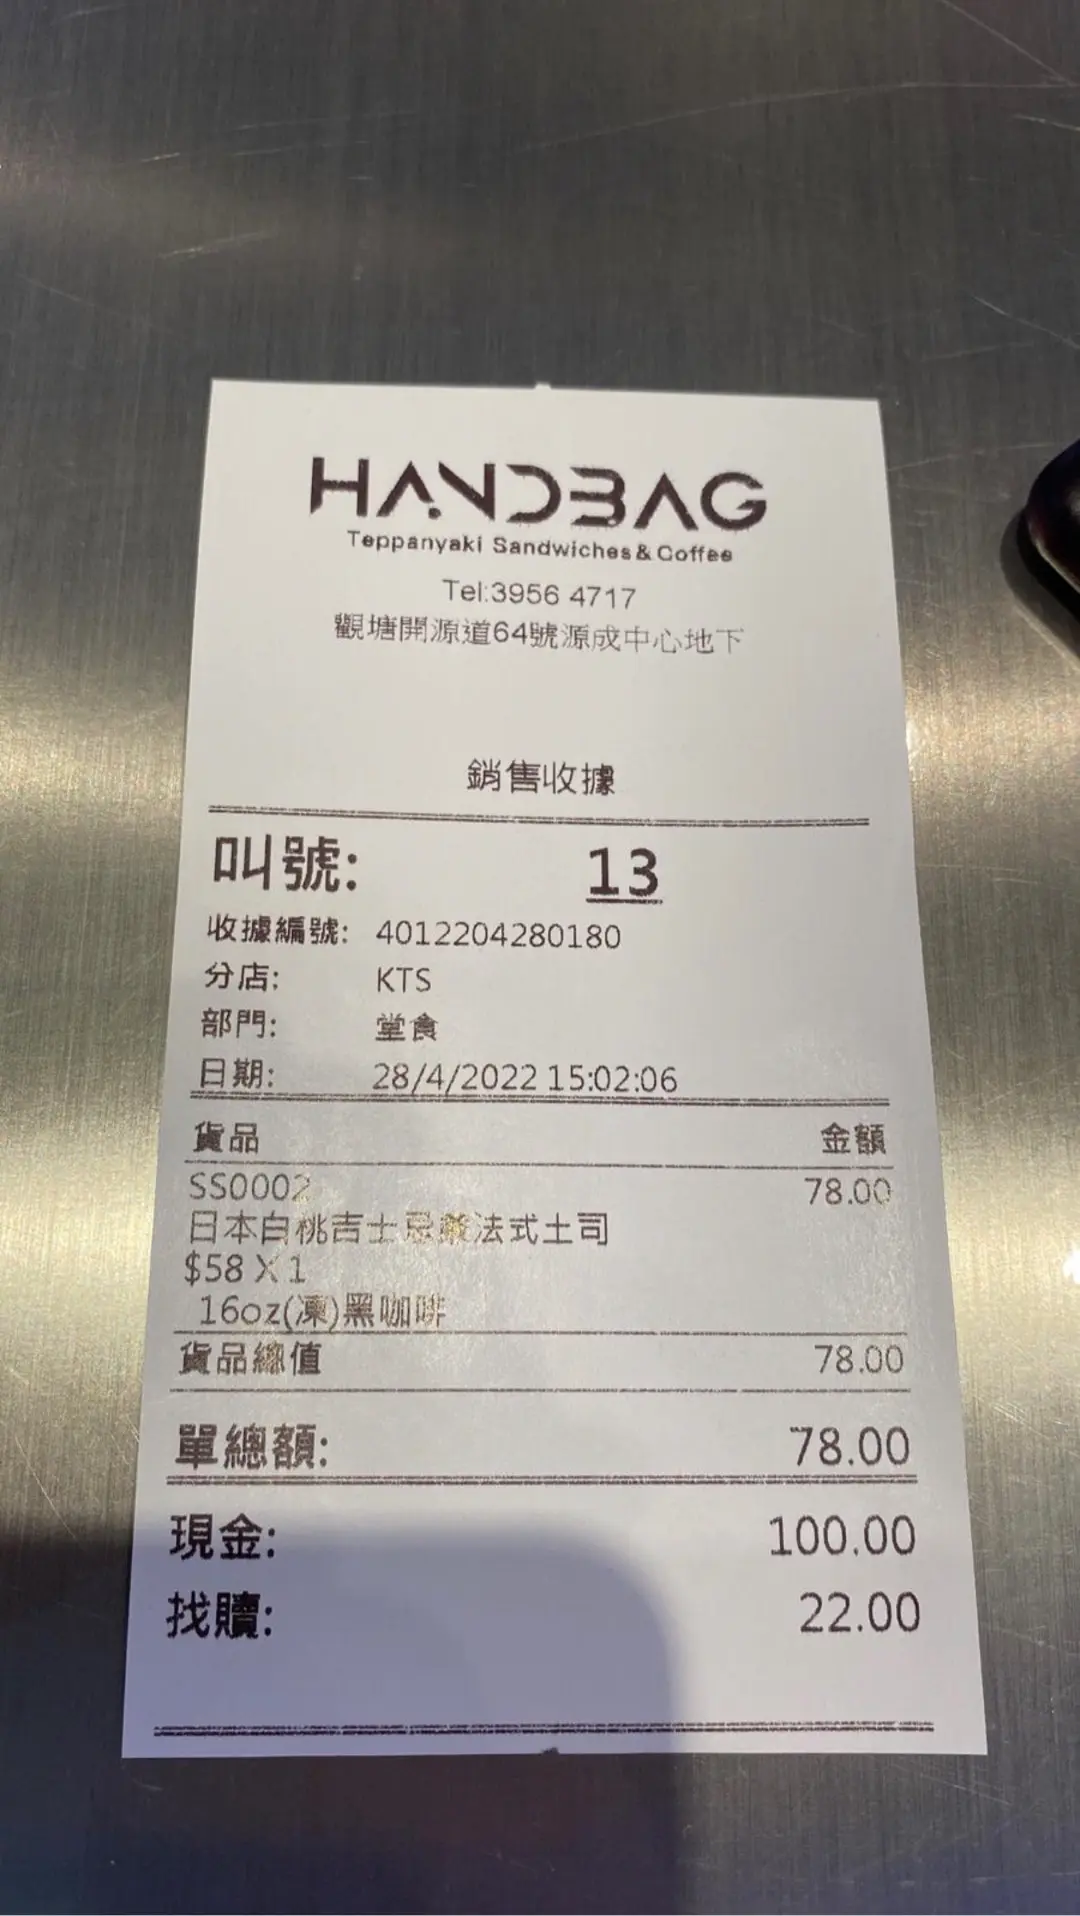 HANDBAG
Teppanyaki Sandwiches & Coffee
Tel:3956 4717
觀塘開源道64號源成中心地下
銷售收據
叫號: 13
收據編號: 4012204280180
分店: KTS
部門: 堂食
日期: 28/4/2022 15:02:06
貨品 金額
SS0002 78.00
日本白桃吉士忌廉法式土司
$58 X 1
16oz(凍)黑咖啡
貨品總值 78.00
單總額: 78.00
現金: 100.00
找贖: 22.00